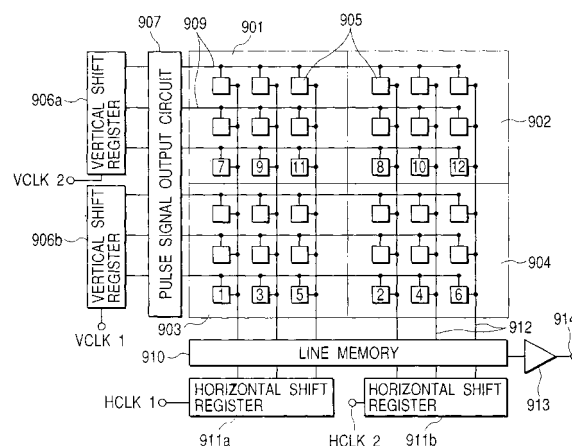 907
909
901
905
906a
VERTICAL SHIFT
REGISTER
PULSE SIGNAL OUTPUT CIRCUIT
902
VCLK 2
7 9 11 8 10 12
906b
VERTICAL SHIFT
REGISTER
904
1 3 5 2 4 6
VCLK 1
903
912
914
910
LINE MEMORY
913
HCLK 1
HORIZONTAL SHIFT
REGISTER
HORIZONTAL SHIFT
REGISTER
911a
HCLK 2
911b